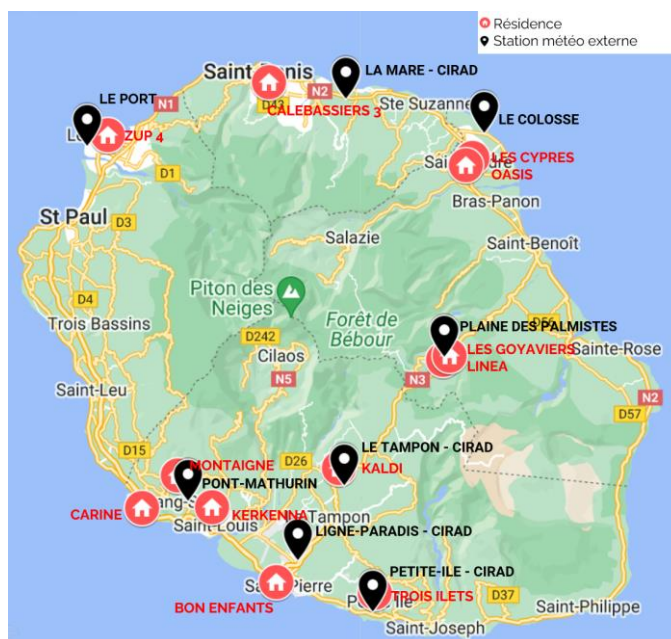 Résidence
Station météo externe
LA MARE - CIRAD
N2
D43
CALEBASSIERS 3
Ste Suzanne
LE PORT
N1
ZUP 4
LE COLOSSE
LES CYPRES
OASIS
Bras-Panon
D1
St Paul
D3
Salazie
Saint-Benoît
Piton des
Neiges
D4
Trois Bassins
Forêt de
Bébour
D242
Cilaos
PLAINE DES PALMISTES
Sainte-Rose
LES GOYAVIERS
LINEA
N3
N5
N2
D57
Saint-Leu
D15
MONTAIGNE
D26
LE TAMPON - CIRAD
KALDI
PONT-MATHURIN
CARINE
KERKENNA
Saint-Louis
Tampon
LIGNE-PARADIS - CIRAD
PETITE-ILE - CIRAD
BON ENFANTS
TROIS ILETS
D37
Saint-Philippe
Saint-Joseph